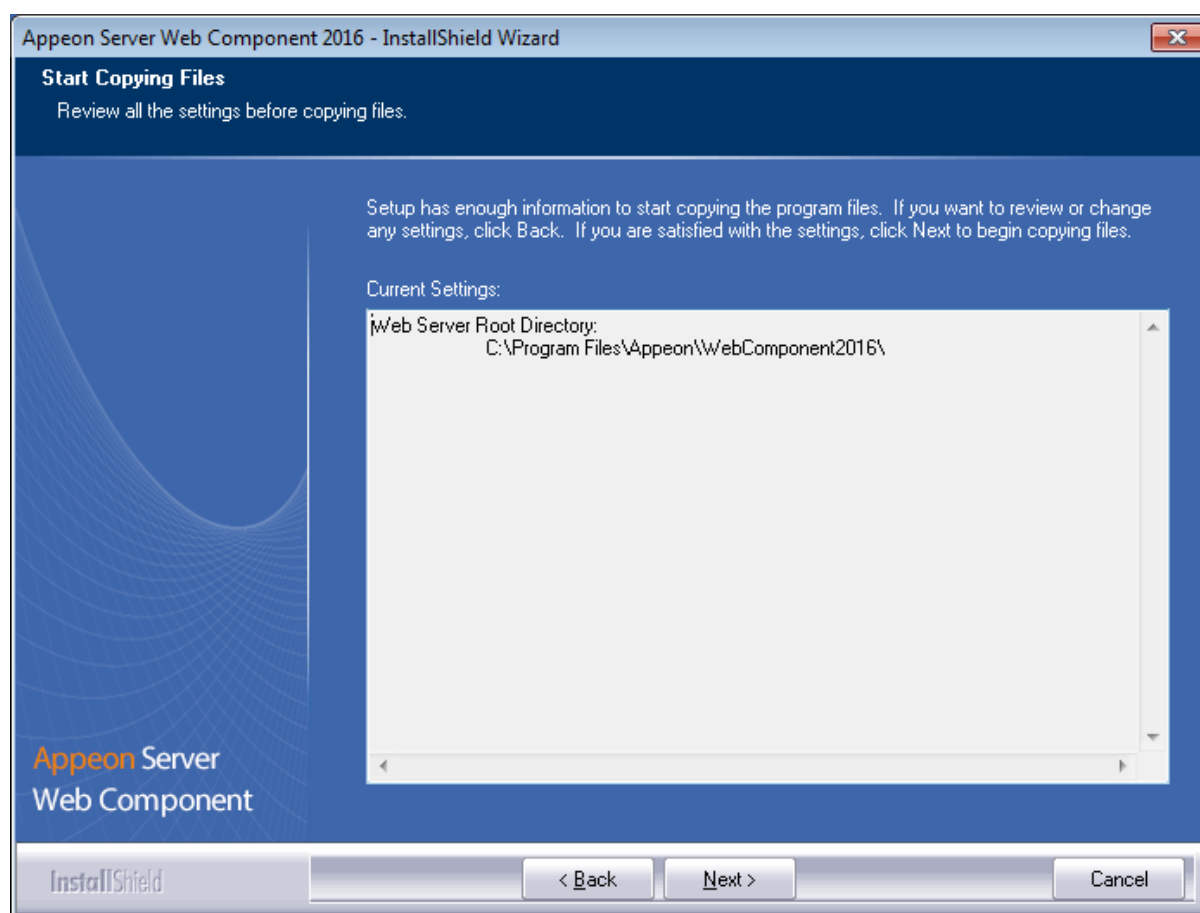 Appeon Server Web Component 2016 - InstallShield Wizard
Start Copying Files
Review all the settings before copying files.
Setup has enough information to start copying the program files. If you want to review or change
any settings, click Back. If you are satisfied with the settings, click Next to begin copying files.
Current Settings:
Web Server Root Directory:
C:\Program Files\Appeon\WebComponent2016\
Appeon Server
Web Component
InstallShield
< Back
Next >
Cancel